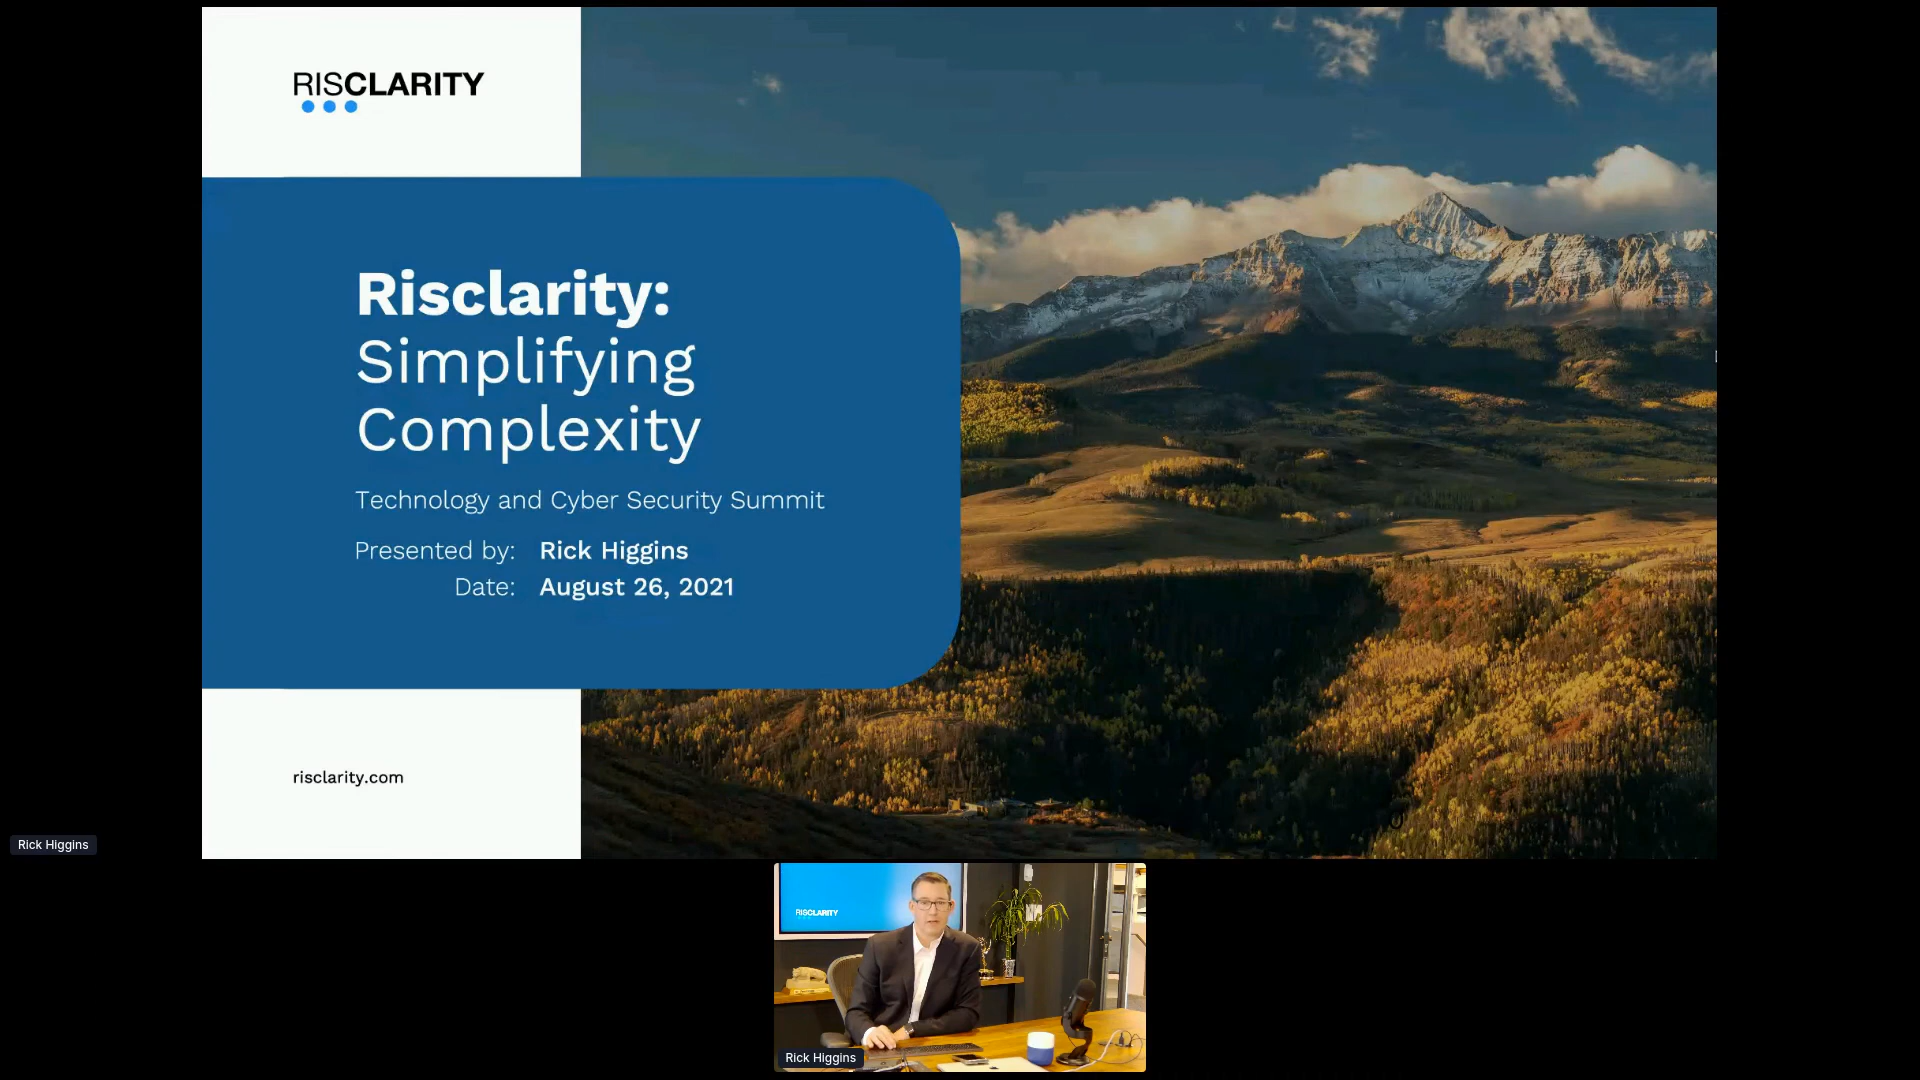 RISCLARITY
Risclarity:
Simplifying
Complexity
Technology and Cyber Security Summit
Presented by: Rick Higgins
Date: August 26, 2021
risclarity.com
Rick Higgins
RISCLARITY
Rick Higgins